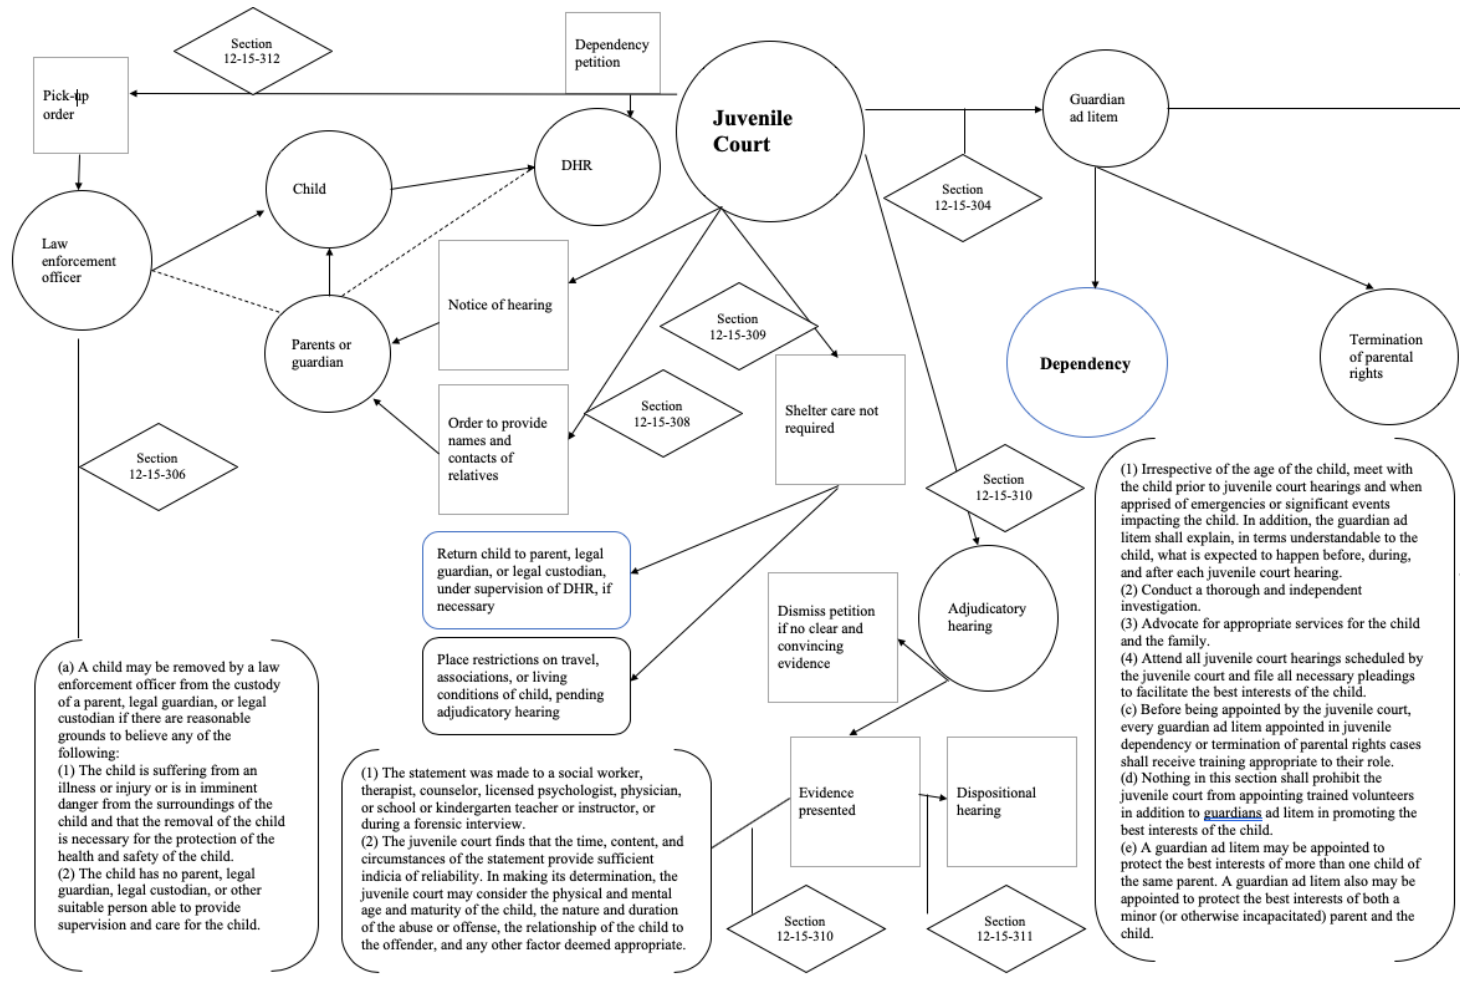 Section
12-15-312
Dependency
petition
Pick-up
order
Juvenile
Court
Guardian
ad litem
Child
DHR
Section
12-15-304
Law
enforcement
officer
Notice of hearing
Parents or
guardian
Section
12-15-309
Dependency
Termination
of parental
rights
Order to provide
names and
contacts of
relatives
Section
12-15-308
Shelter care not
required
Section
12-15-306
Section
12-15-310
Return child to parent, legal
guardian, or legal custodian,
under supervision of DHR, if
necessary
Place restrictions on travel,
associations, or living
conditions of child, pending
adjudicatory hearing
Dismiss petition
if no clear and
convincing
evidence
Adjudicatory
hearing
(1) Irrespective of the age of the child, meet with
the child prior to juvenile court hearings and when
apprised of emergencies or significant events
impacting the child. In addition, the guardian ad
litem shall explain, in terms understandable to the
child, what is expected to happen before, during,
and after each juvenile court hearing.
(2) Conduct a thorough and independent
investigation.
(3) Advocate for appropriate services for the child
and the family.
(4) Attend all juvenile court hearings scheduled by
the juvenile court and file all necessary pleadings
to facilitate the best interests of the child.
(c) Before being appointed by the juvenile court,
every guardian ad litem appointed in juvenile
dependency or termination of parental rights cases
shall receive training appropriate to their role.
(d) Nothing in this section shall prohibit the
juvenile court from appointing trained volunteers
in addition to guardians ad litem in promoting the
best interests of the child.
(e) A guardian ad litem may be appointed to
protect the best interests of more than one child of
the same parent. A guardian ad litem also may be
appointed to protect the best interests of both a
minor (or otherwise incapacitated) parent and the
child.
(a) A child may be removed by a law
enforcement officer from the custody
of a parent, legal guardian, or legal
custodian if there are reasonable
grounds to believe any of the
following:
(1) The child is suffering from an
illness or injury or is in imminent
danger from the surroundings of the
child and that the removal of the child
is necessary for the protection of the
health and safety of the child.
(2) The child has no parent, legal
guardian, legal custodian, or other
suitable person able to provide
supervision and care for the child.
(1) The statement was made to a social worker,
therapist, counselor, licensed psychologist, physician,
or school or kindergarten teacher or instructor, or
during a forensic interview.
(2) The juvenile court finds that the time, content, and
circumstances of the statement provide sufficient
indicia of reliability. In making its determination, the
juvenile court may consider the physical and mental
age and maturity of the child, the nature and duration
of the abuse or offense, the relationship of the child to
the offender, and any other factor deemed appropriate.
Evidence
presented
Dispositional
hearing
Section
12-15-310
Section
12-15-311